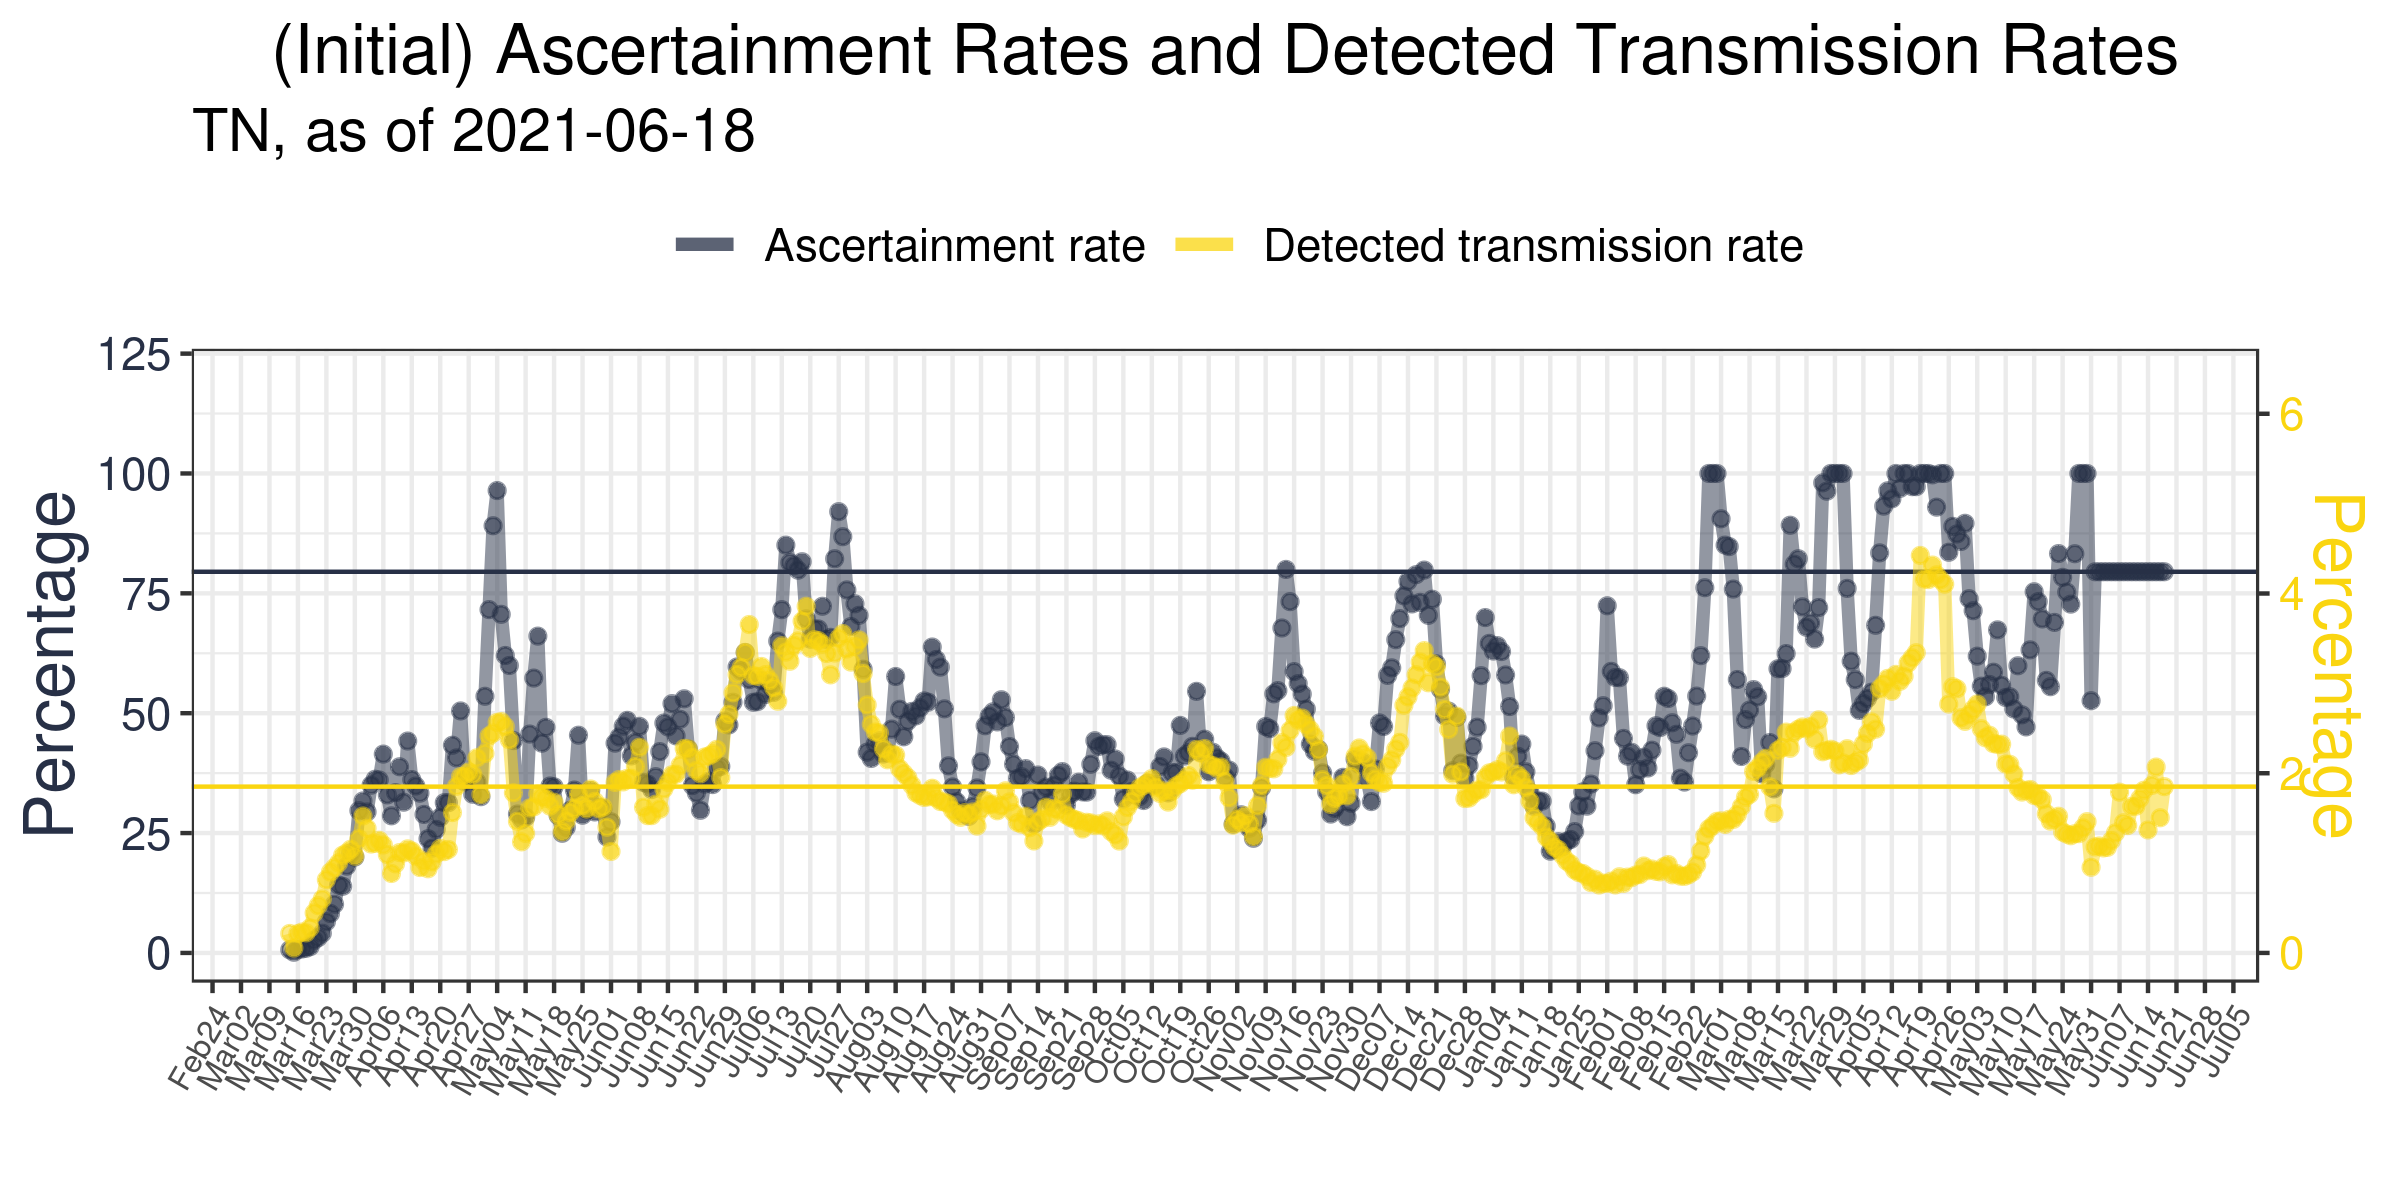 (Initial) Ascertainment Rates and Detected Transmission Rates
TN, as of 2021-06-18
Ascertainment rate
Detected transmission rate
Percentage
125
100
75
50
25
0
6
4
2
0
Percentage
Feb24
Mar02
Mar09
Mar16
Mar23
Mar30
Apr06
Apr13
Apr20
Apr27
May04
May11
May18
May25
Jun01
Jun08
Jun15
Jun22
Jun29
Jul06
Jul13
Jul20
Jul27
Aug03
Aug10
Aug17
Aug24
Aug31
Sep07
Sep14
Sep21
Sep28
Oct05
Oct12
Oct19
Oct26
Nov02
Nov09
Nov16
Nov23
Nov30
Dec07
Dec14
Dec21
Dec28
Jan04
Jan11
Jan18
Jan25
Feb01
Feb08
Feb15
Feb22
Mar01
Mar08
Mar15
Mar22
Mar29
Apr05
Apr12
Apr19
Apr26
May03
May10
May17
May24
May31
Jun07
Jun14
Jun21
Jun28
Jul05